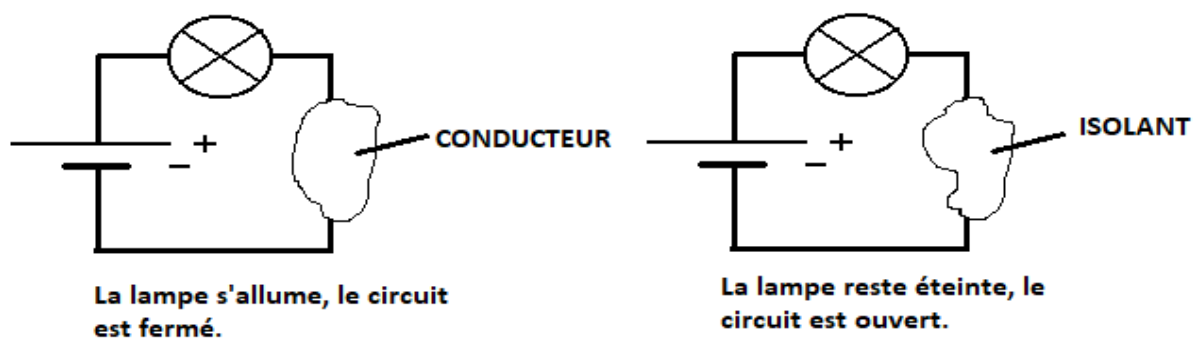 +
–
CONDUCTEUR
La lampe s'allume, le circuit
est fermé.
+
–
ISOLANT
La lampe reste éteinte, le
circuit est ouvert.